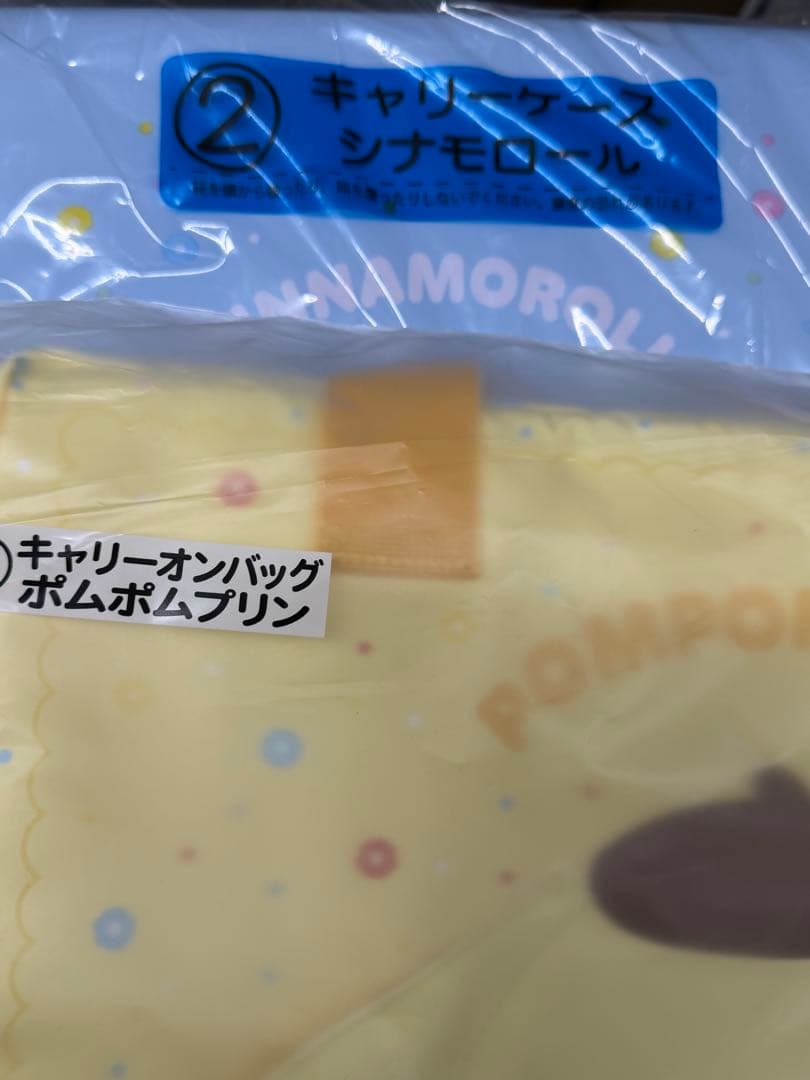 ②
キャリーケース
シナモロール
INNAMOROLL
キャリーオンバッグ
ポムポムプリン
POMPO